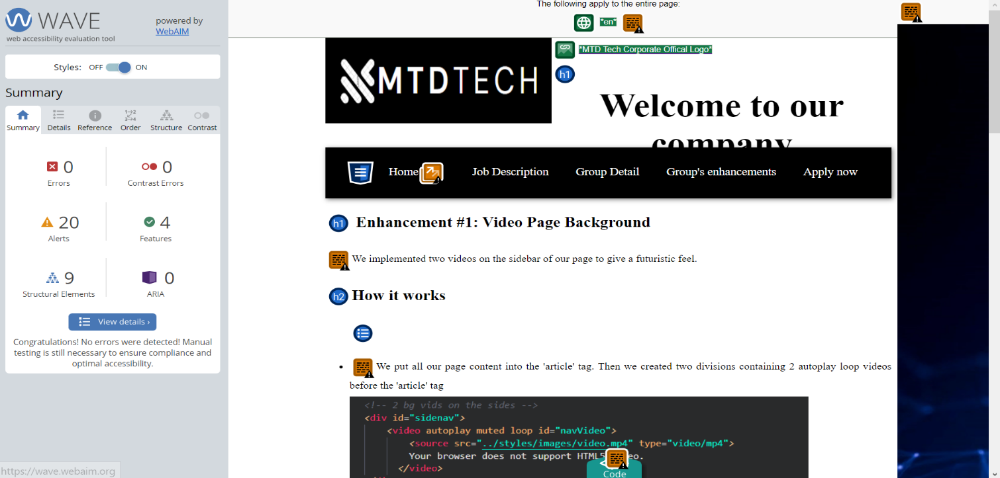 WAVE
web accessibility evaluation tool
powered by
WebAIM
Styles: OFF ON
Summary
Summary Details Reference Order Structure Contrast
0 0
Errors Contrast Errors
20 4
Alerts Features
9 0
Structural Elements ARIA
View details ›
Congratulations! No errors were detected! Manual
testing is still necessary to ensure compliance and
optimal accessibility.
https://wave.webaim.org
The following apply to the entire page:
*en*
MTDTECH
*MTD Tech Corporate Offical Logo*
h1
Welcome to our
company
Home Job Description Group Detail Group's enhancements Apply now
h1 Enhancement #1: Video Page Background
We implemented two videos on the sidebar of our page to give a futuristic feel.
h2 How it works
• We put all our page content into the 'article' tag. Then we created two divisions containing 2 autoplay loop videos
before the 'article' tag
<!-- 2 bg vids on the sides -->
<div id="sidenav">
<video autoplay muted loop id="navVideo">
<source src="../styles/images/video.mp4" type="video/mp4">
Your browser does not support HTML5 eo.
</video>
Code